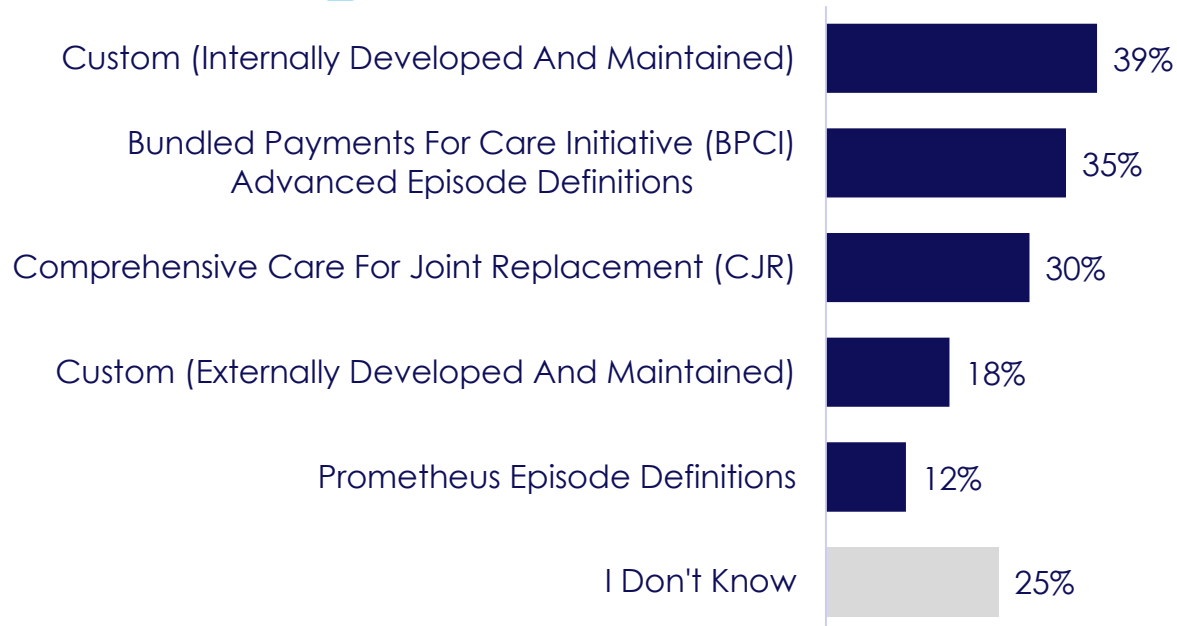 Custom (Internally Developed And Maintained)
39%
Bundled Payments For Care Initiative (BPCI)
Advanced Episode Definitions
35%
Comprehensive Care For Joint Replacement (CJR)
30%
Custom (Externally Developed And Maintained)
18%
Prometheus Episode Definitions
12%
I Don't Know
25%